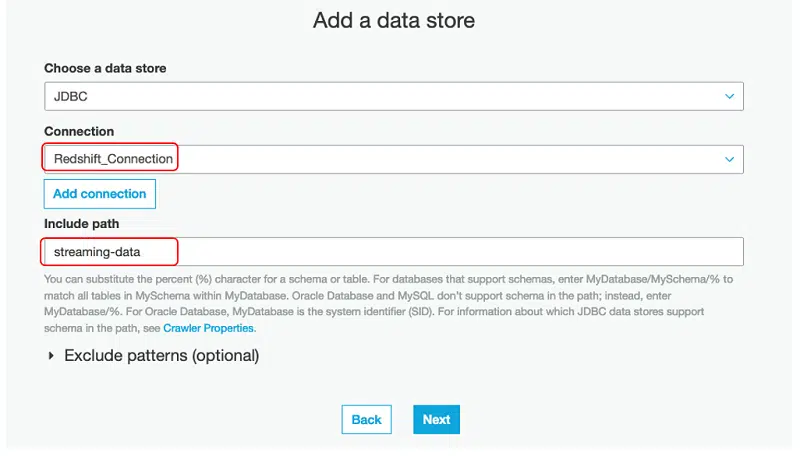 Add a data store
Choose a data store
JDBC
Connection
Redshift_Connection
Add connection
Include path
streaming-data
You can substitute the percent (%) character for a schema or table. For databases that support schemas, enter MyDatabase/MySchema/% to
match all tables in MySchema within MyDatabase. Oracle Database and MySQL don't support schema in the path; instead, enter
MyDatabase/%. For Oracle Database, MyDatabase is the system identifier (SID). For information about which JDBC data stores support
schema in the path, see Crawler Properties.
Exclude patterns (optional)
Back
Next